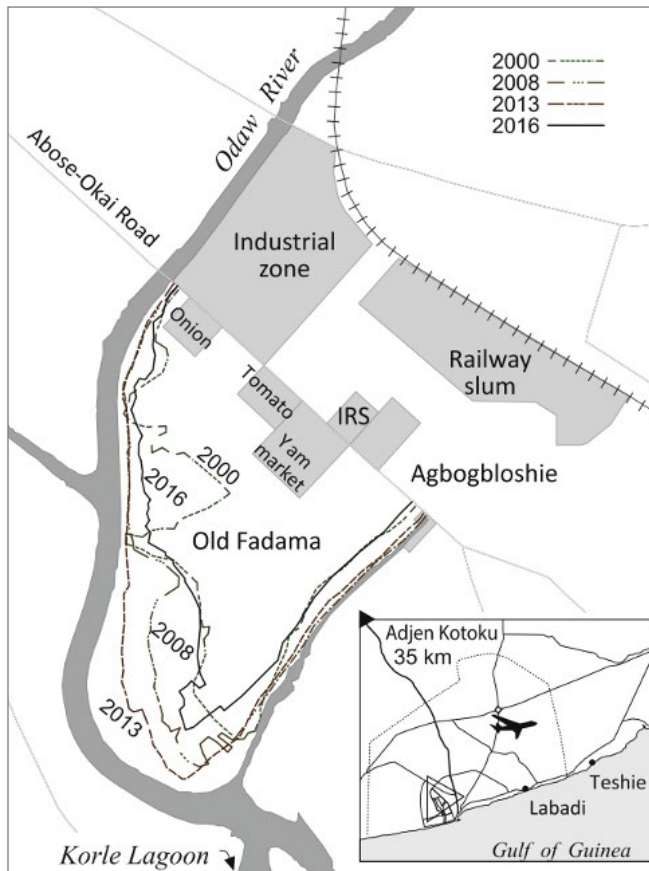 2000
2008
2013
2016
Odaw River
Abose-Okai Road
Industrial
zone
Onion
Railway
slum
Tomato
IRS
Yam
market
Agbogbloshie
2000
2016
Old Fadama
2008
2013
Adjen Kotoku
35 km
Teshie
Labadi
Gulf of Guinea
Korle Lagoon